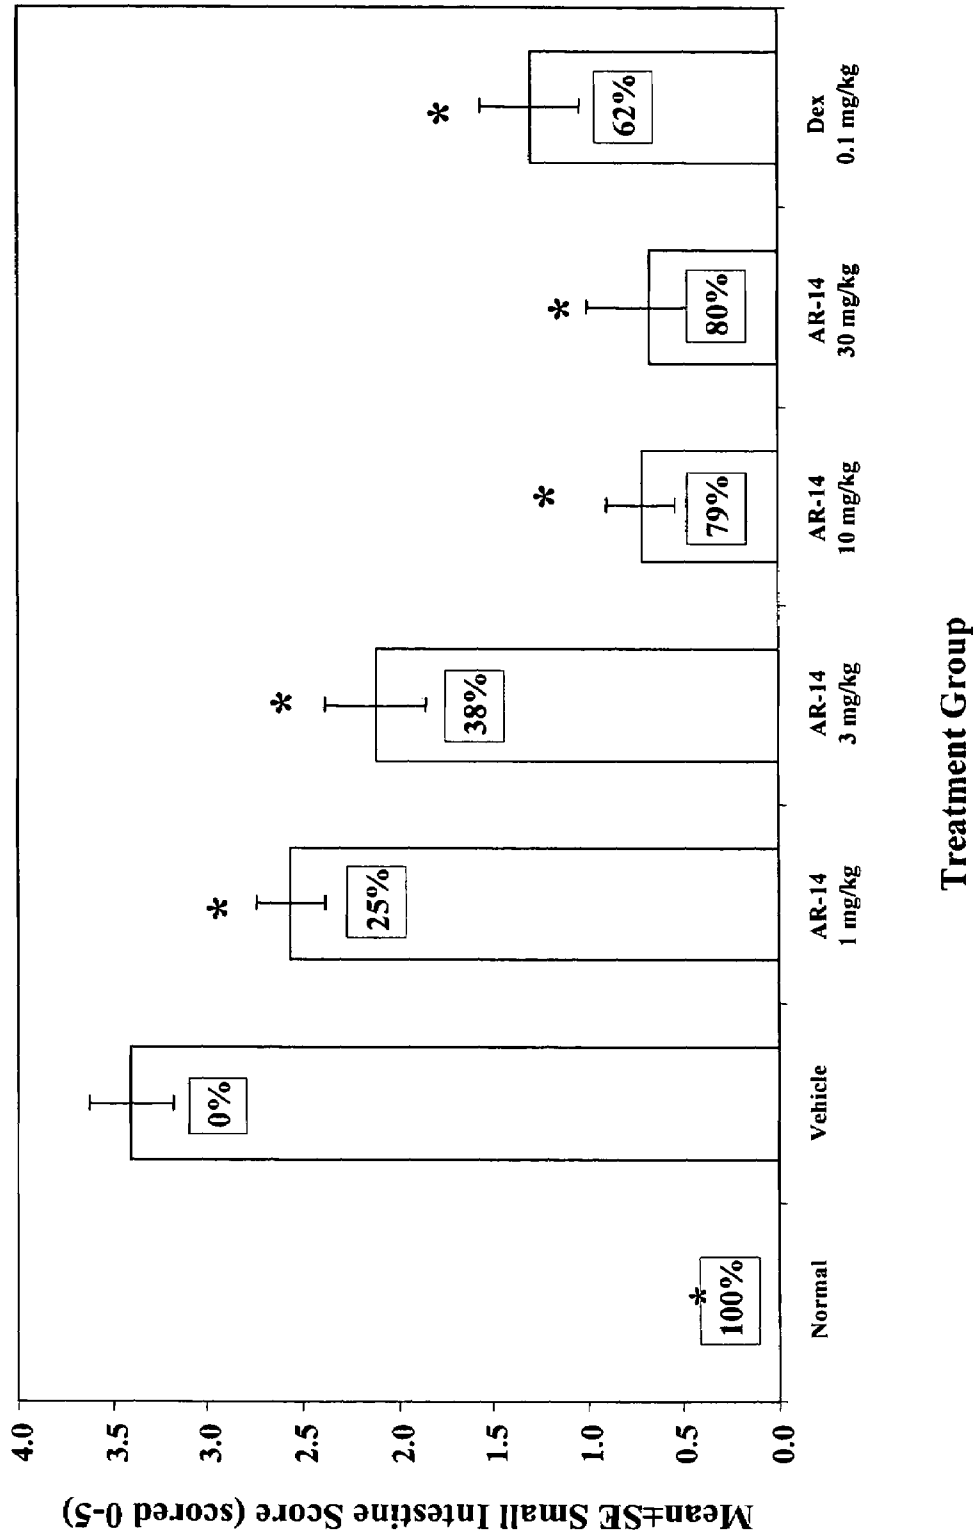 Mean±SE Small Intestine Score (scored 0-5)
4.0
3.5
3.0
2.5
2.0
1.5
1.0
0.5
0.0
*
100%
0%
*
25%
*
38%
*
79%
*
80%
*
62%
Normal
Vehicle
AR-14
1 mg/kg
AR-14
3 mg/kg
AR-14
10 mg/kg
AR-14
30 mg/kg
Dex
0.1 mg/kg
Treatment Group